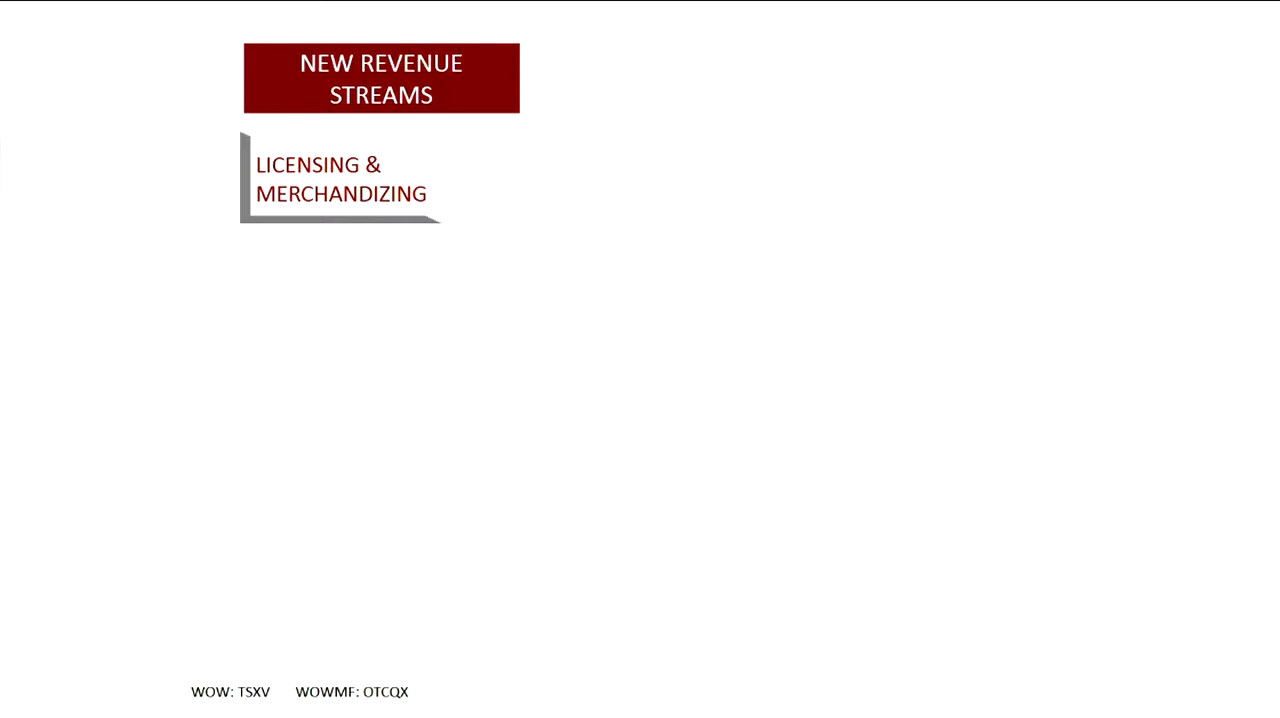 NEW REVENUE
STREAMS
LICENSING &
MERCHANDIZING
WOW: TSXV WOWMF: OTCQX